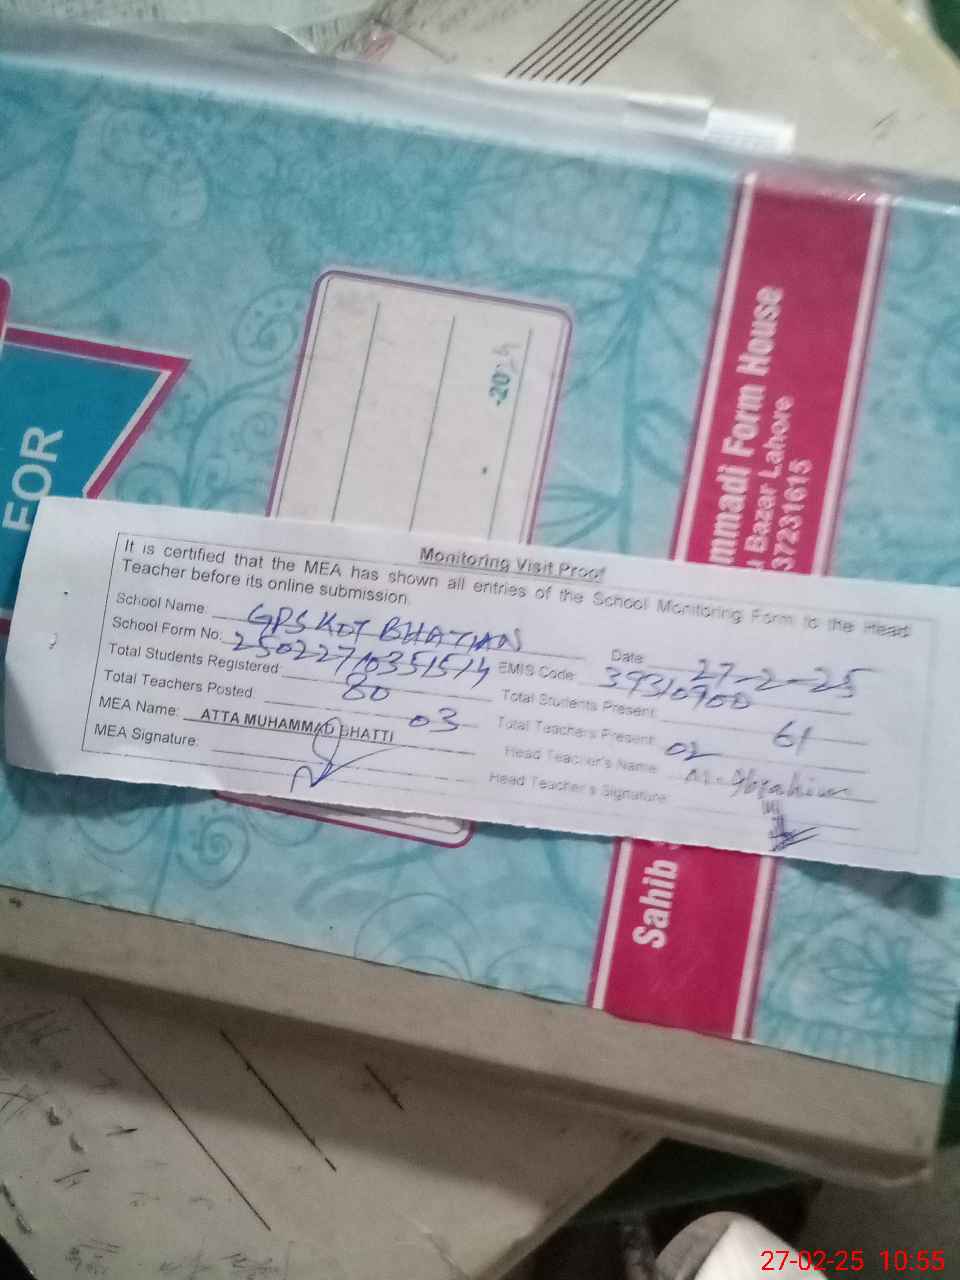 FOR
-2024
mmadi Form House
Bazar Lahore
37231615
Sahib
Monitoring Visit Proof
It is certified that the MEA has shown all entries of the School Monitoring Form to the Head
Teacher before its online submission.
School Name: GPS KOT BHATIAN Date: 27-2-25
School Form No: 25022710351514 EMIS Code: 39310900
Total Students Registered: 80 Total Students Present: 61
Total Teachers Posted: 03 Total Teachers Present: 02
MEA Name: ATTA MUHAMMAD BHATTI Head Teacher's Name: M. Ibrahim
MEA Signature: Head Teacher's Signature:
27-02-25 10:55